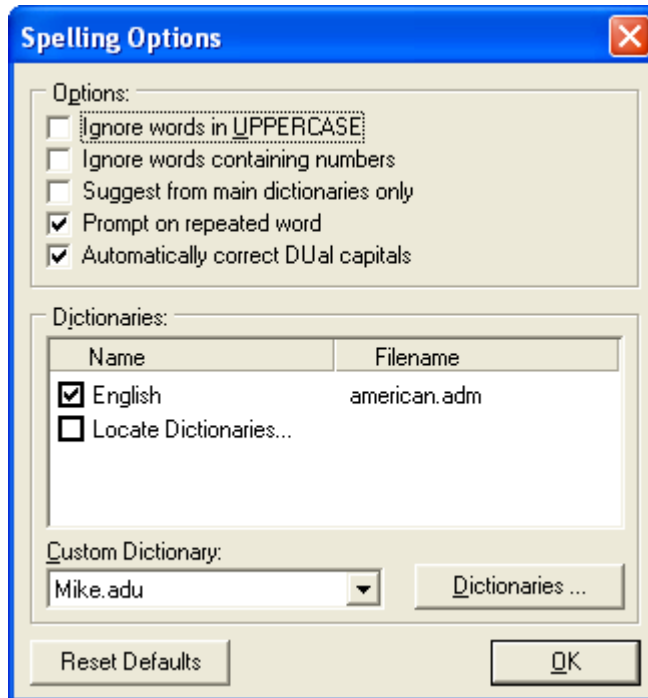 Spelling Options
Options:
Ignore words in UPPERCASE
Ignore words containing numbers
Suggest from main dictionaries only
Prompt on repeated word
Automatically correct DUal capitals
Dictionaries:
Name Filename
English american.adm
Locate Dictionaries...
Custom Dictionary:
Mike.adu Dictionaries ...
Reset Defaults OK